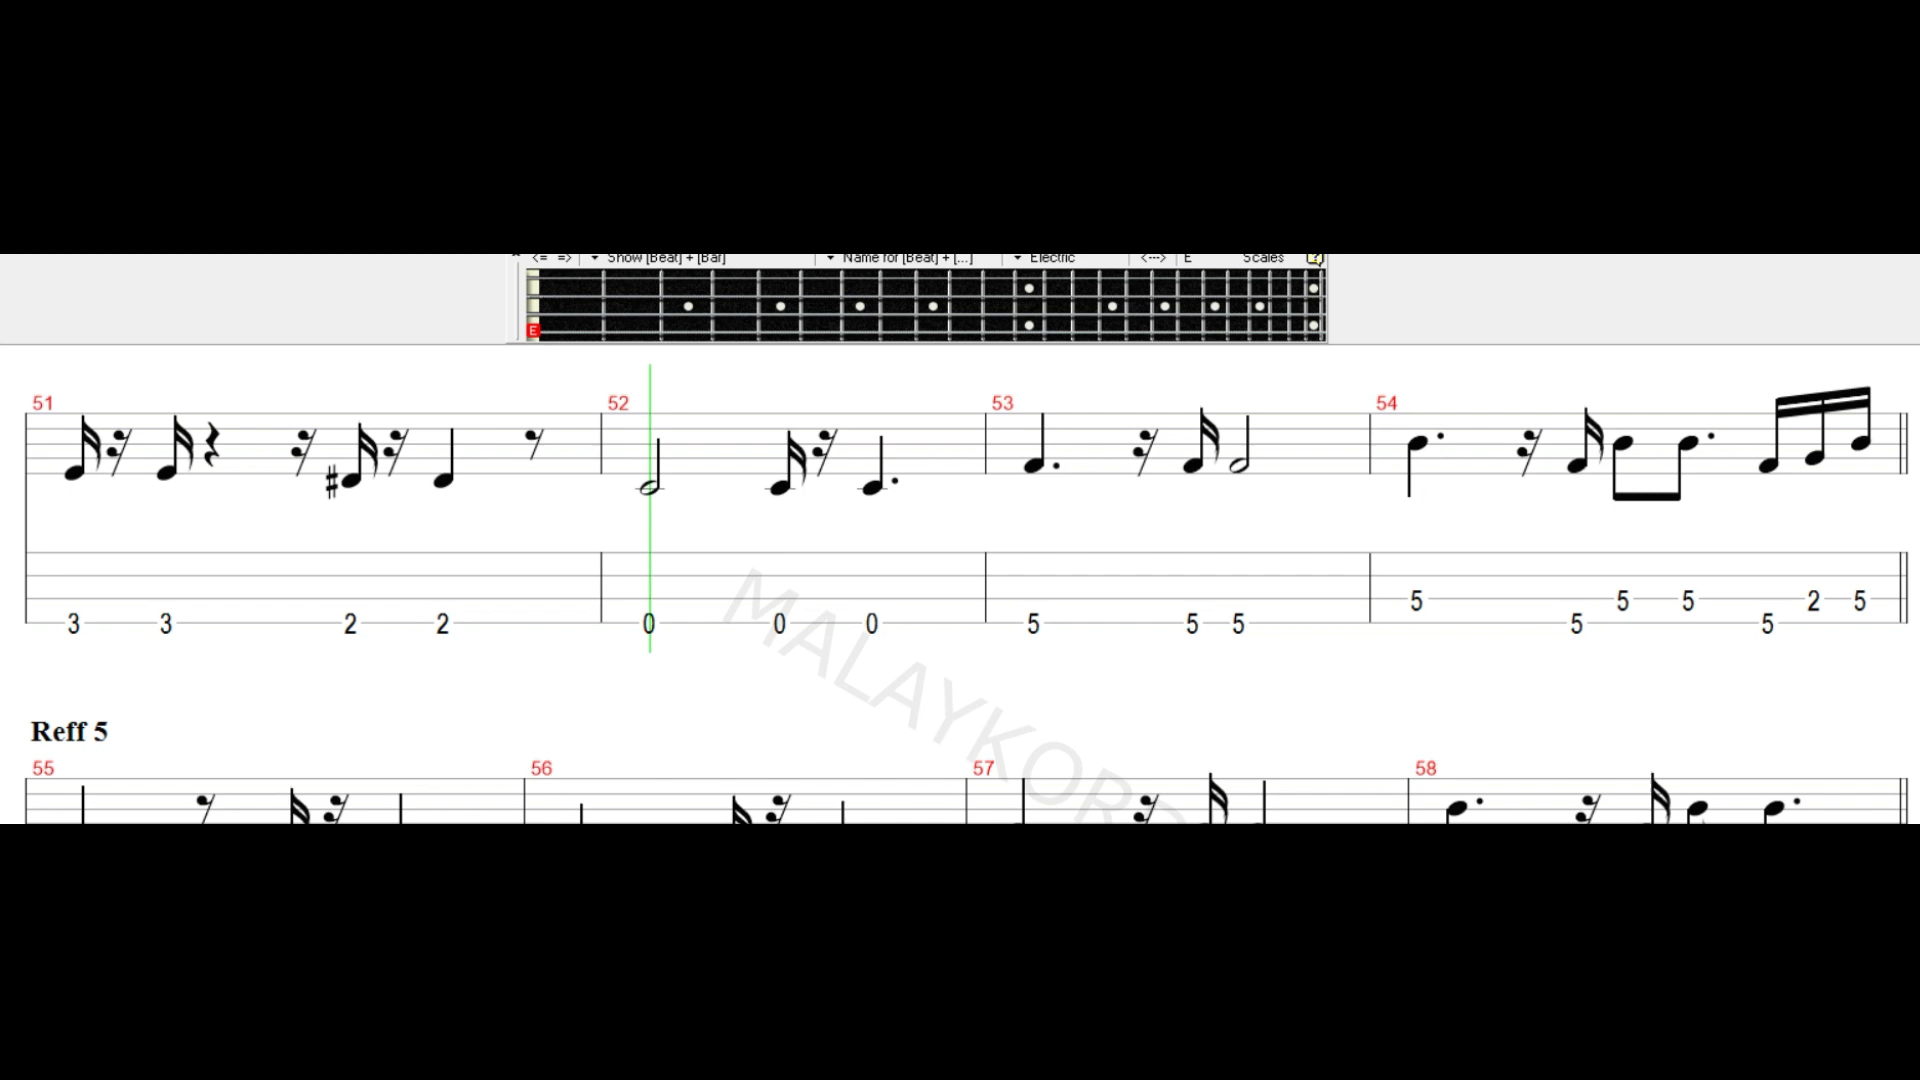 <= => Show [Beat] + [Bar] Name for [Beat] + [...] Electric <---> E Scales ?
E
51 52 53 54
3 3 2 2 0 0 0 5 5 5 5 5 5 5 5 2 5
MALAYKORD
Reff 5
55 56 57 58